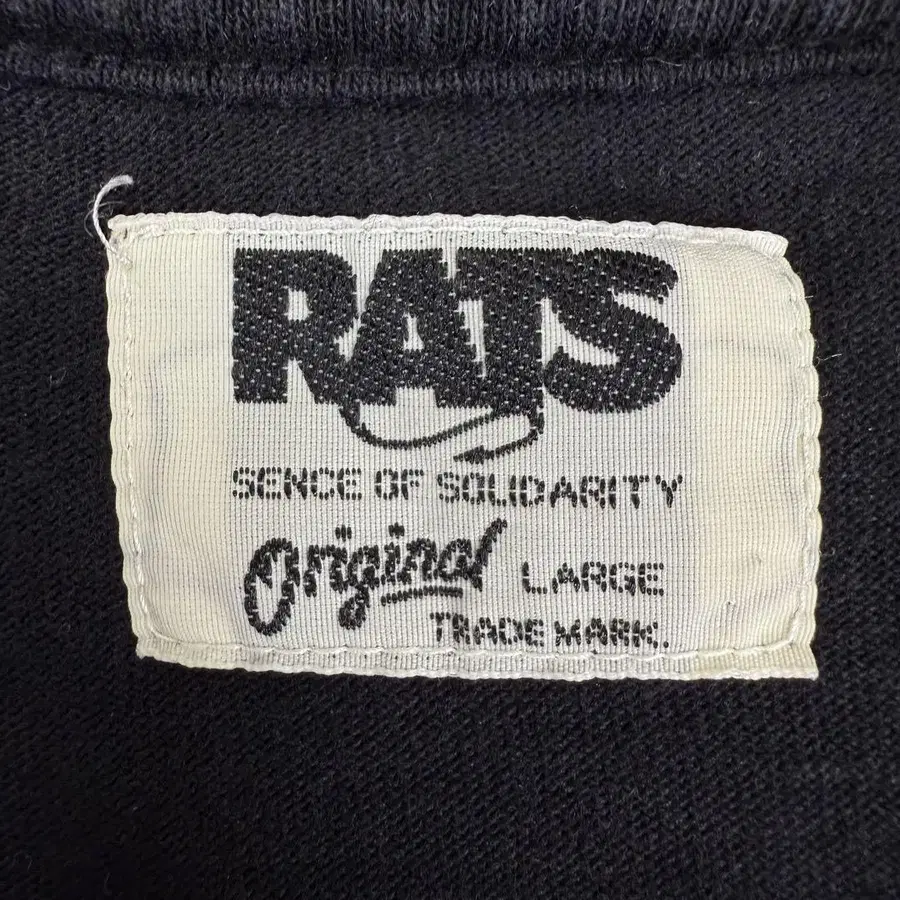 RATS
SENCE OF SOLIDARITY
Original LARGE
TRADE MARK.